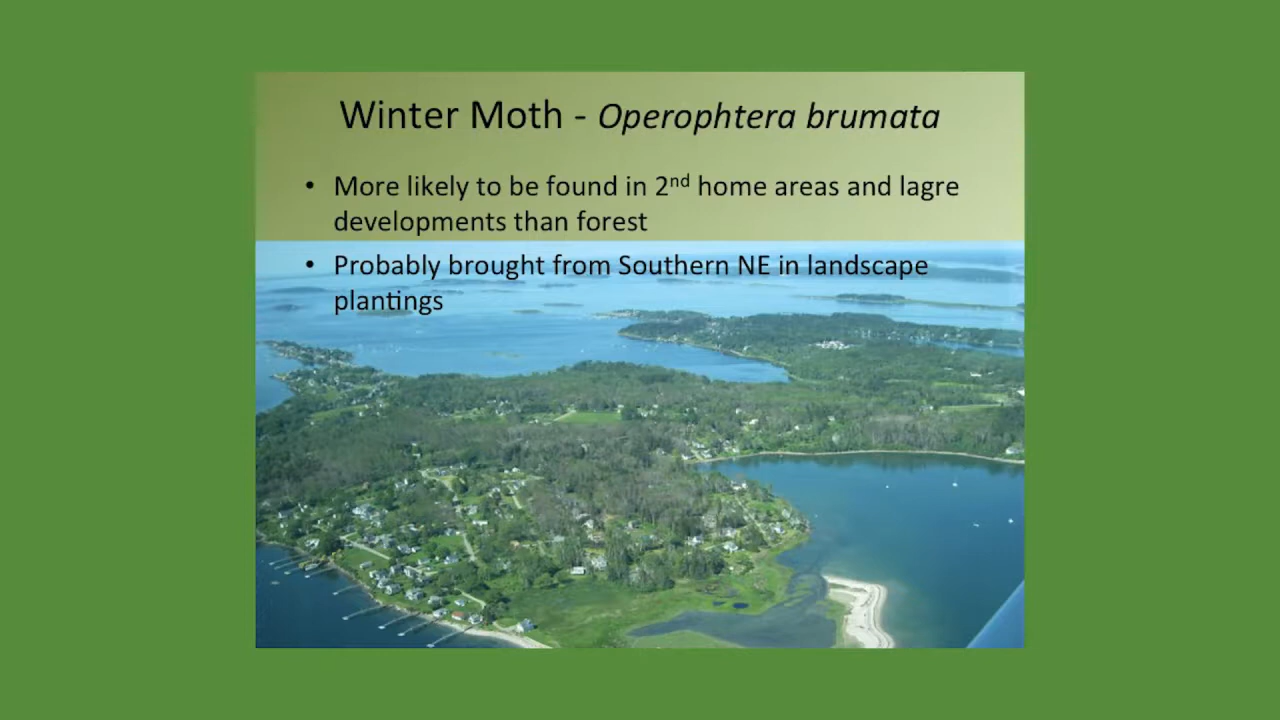 Winter Moth - Operophtera brumata
• More likely to be found in 2nd home areas and lagre
developments than forest
• Probably brought from Southern NE in landscape
plantings